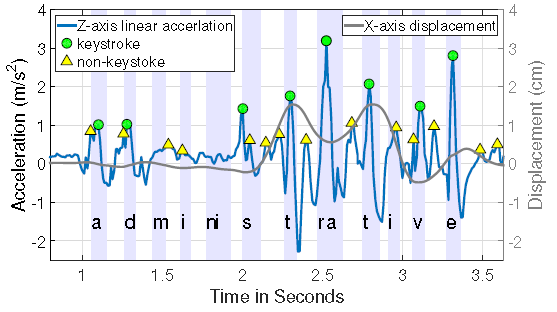 Z-axis linear accerlation
keystroke
non-keystoke
X-axis displacement
Acceleration (m/s²)
4
3
2
1
0
-1
-2
4
3
2
1
0
-1
-2
Displacement (cm)
a d m i ni s t ra t i v e
1 1.5 2 2.5 3 3.5
Time in Seconds